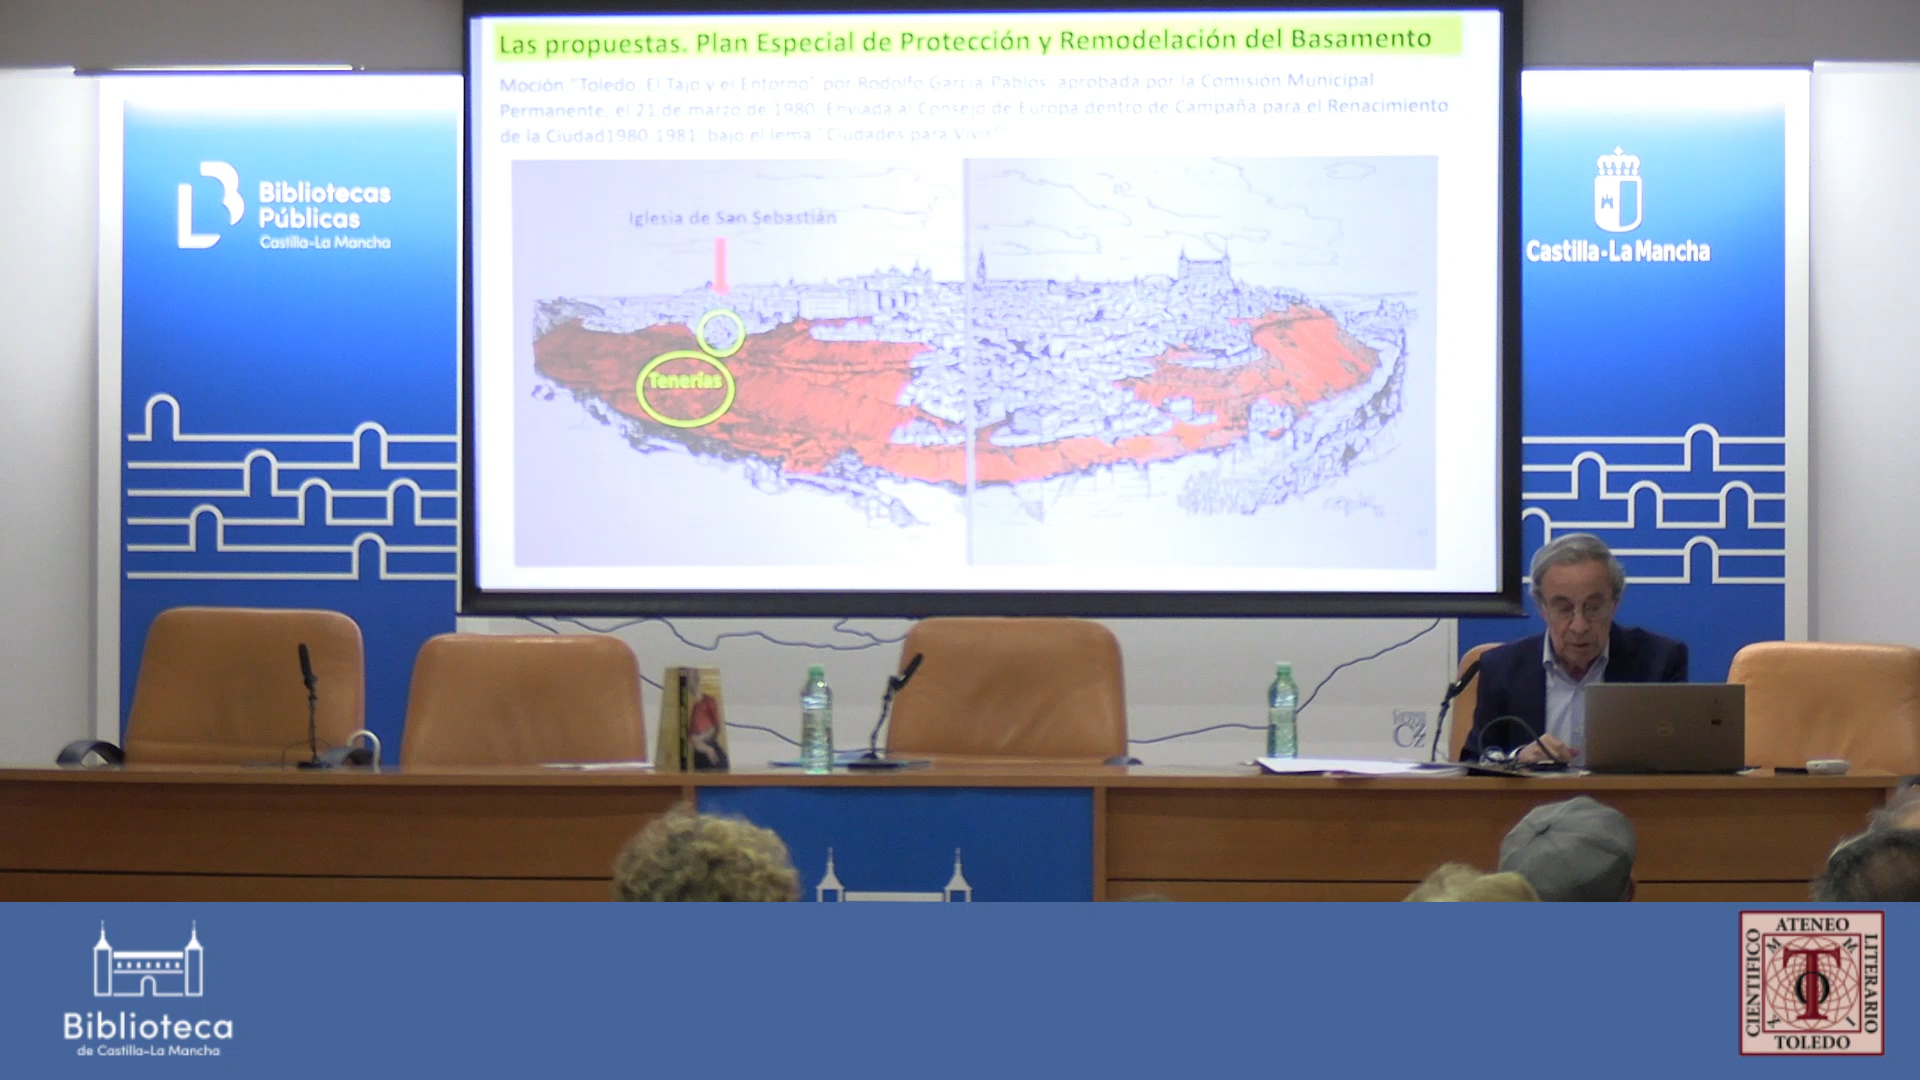 Las propuestas. Plan Especial de Protección y Remodelación del Basamento
Moción "Toledo, El Tajo y el Entorno" por Rodolfo García-Pablos, aprobada por la Comisión Municipal
Permanente, el 21 de marzo de 1980. Enviada al Consejo de Europa dentro de Campaña para el Renacimiento
de la Ciudad1980-1981, bajo el lema "Ciudades para Vivir"
Iglesia de San Sebastián
Tenerías
Bibliotecas
Públicas
Castilla-La Mancha
Castilla-La Mancha
Biblioteca
de Castilla-La Mancha
ATENEO
CIENTÍFICO
LITERARIO
TOLEDO